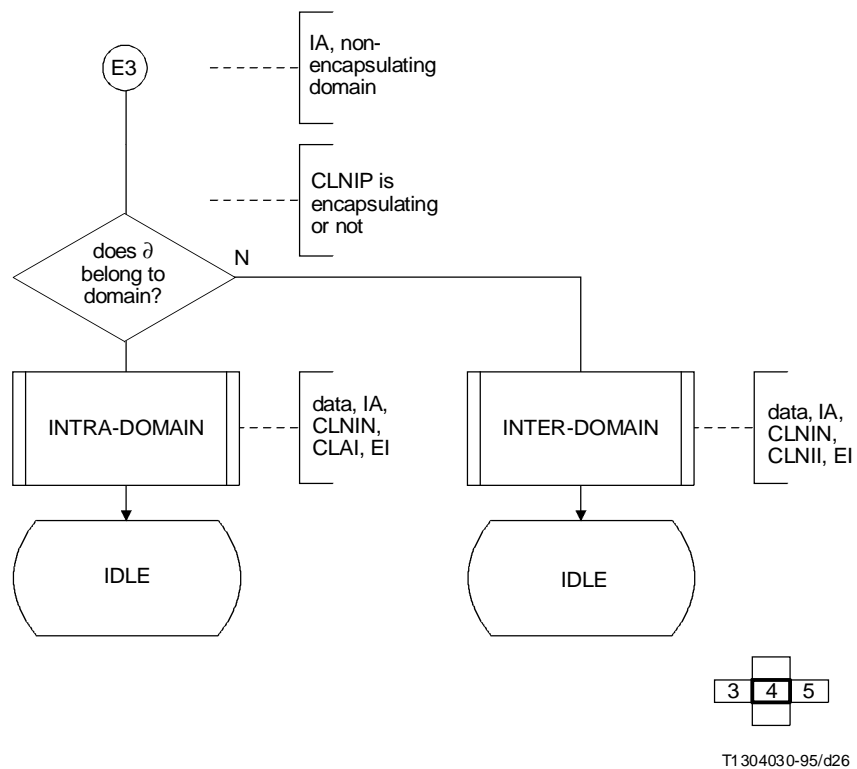 E3
IA, non-
encapsulating
domain
CLNIP is
encapsulating
or not
does ∂
belong to
domain?
N
INTRA-DOMAIN
data, IA,
CLNIN,
CLAI, EI
INTER-DOMAIN
data, IA,
CLNIN,
CLNII, EI
IDLE
IDLE
3 4 5
T1304030-95/d26